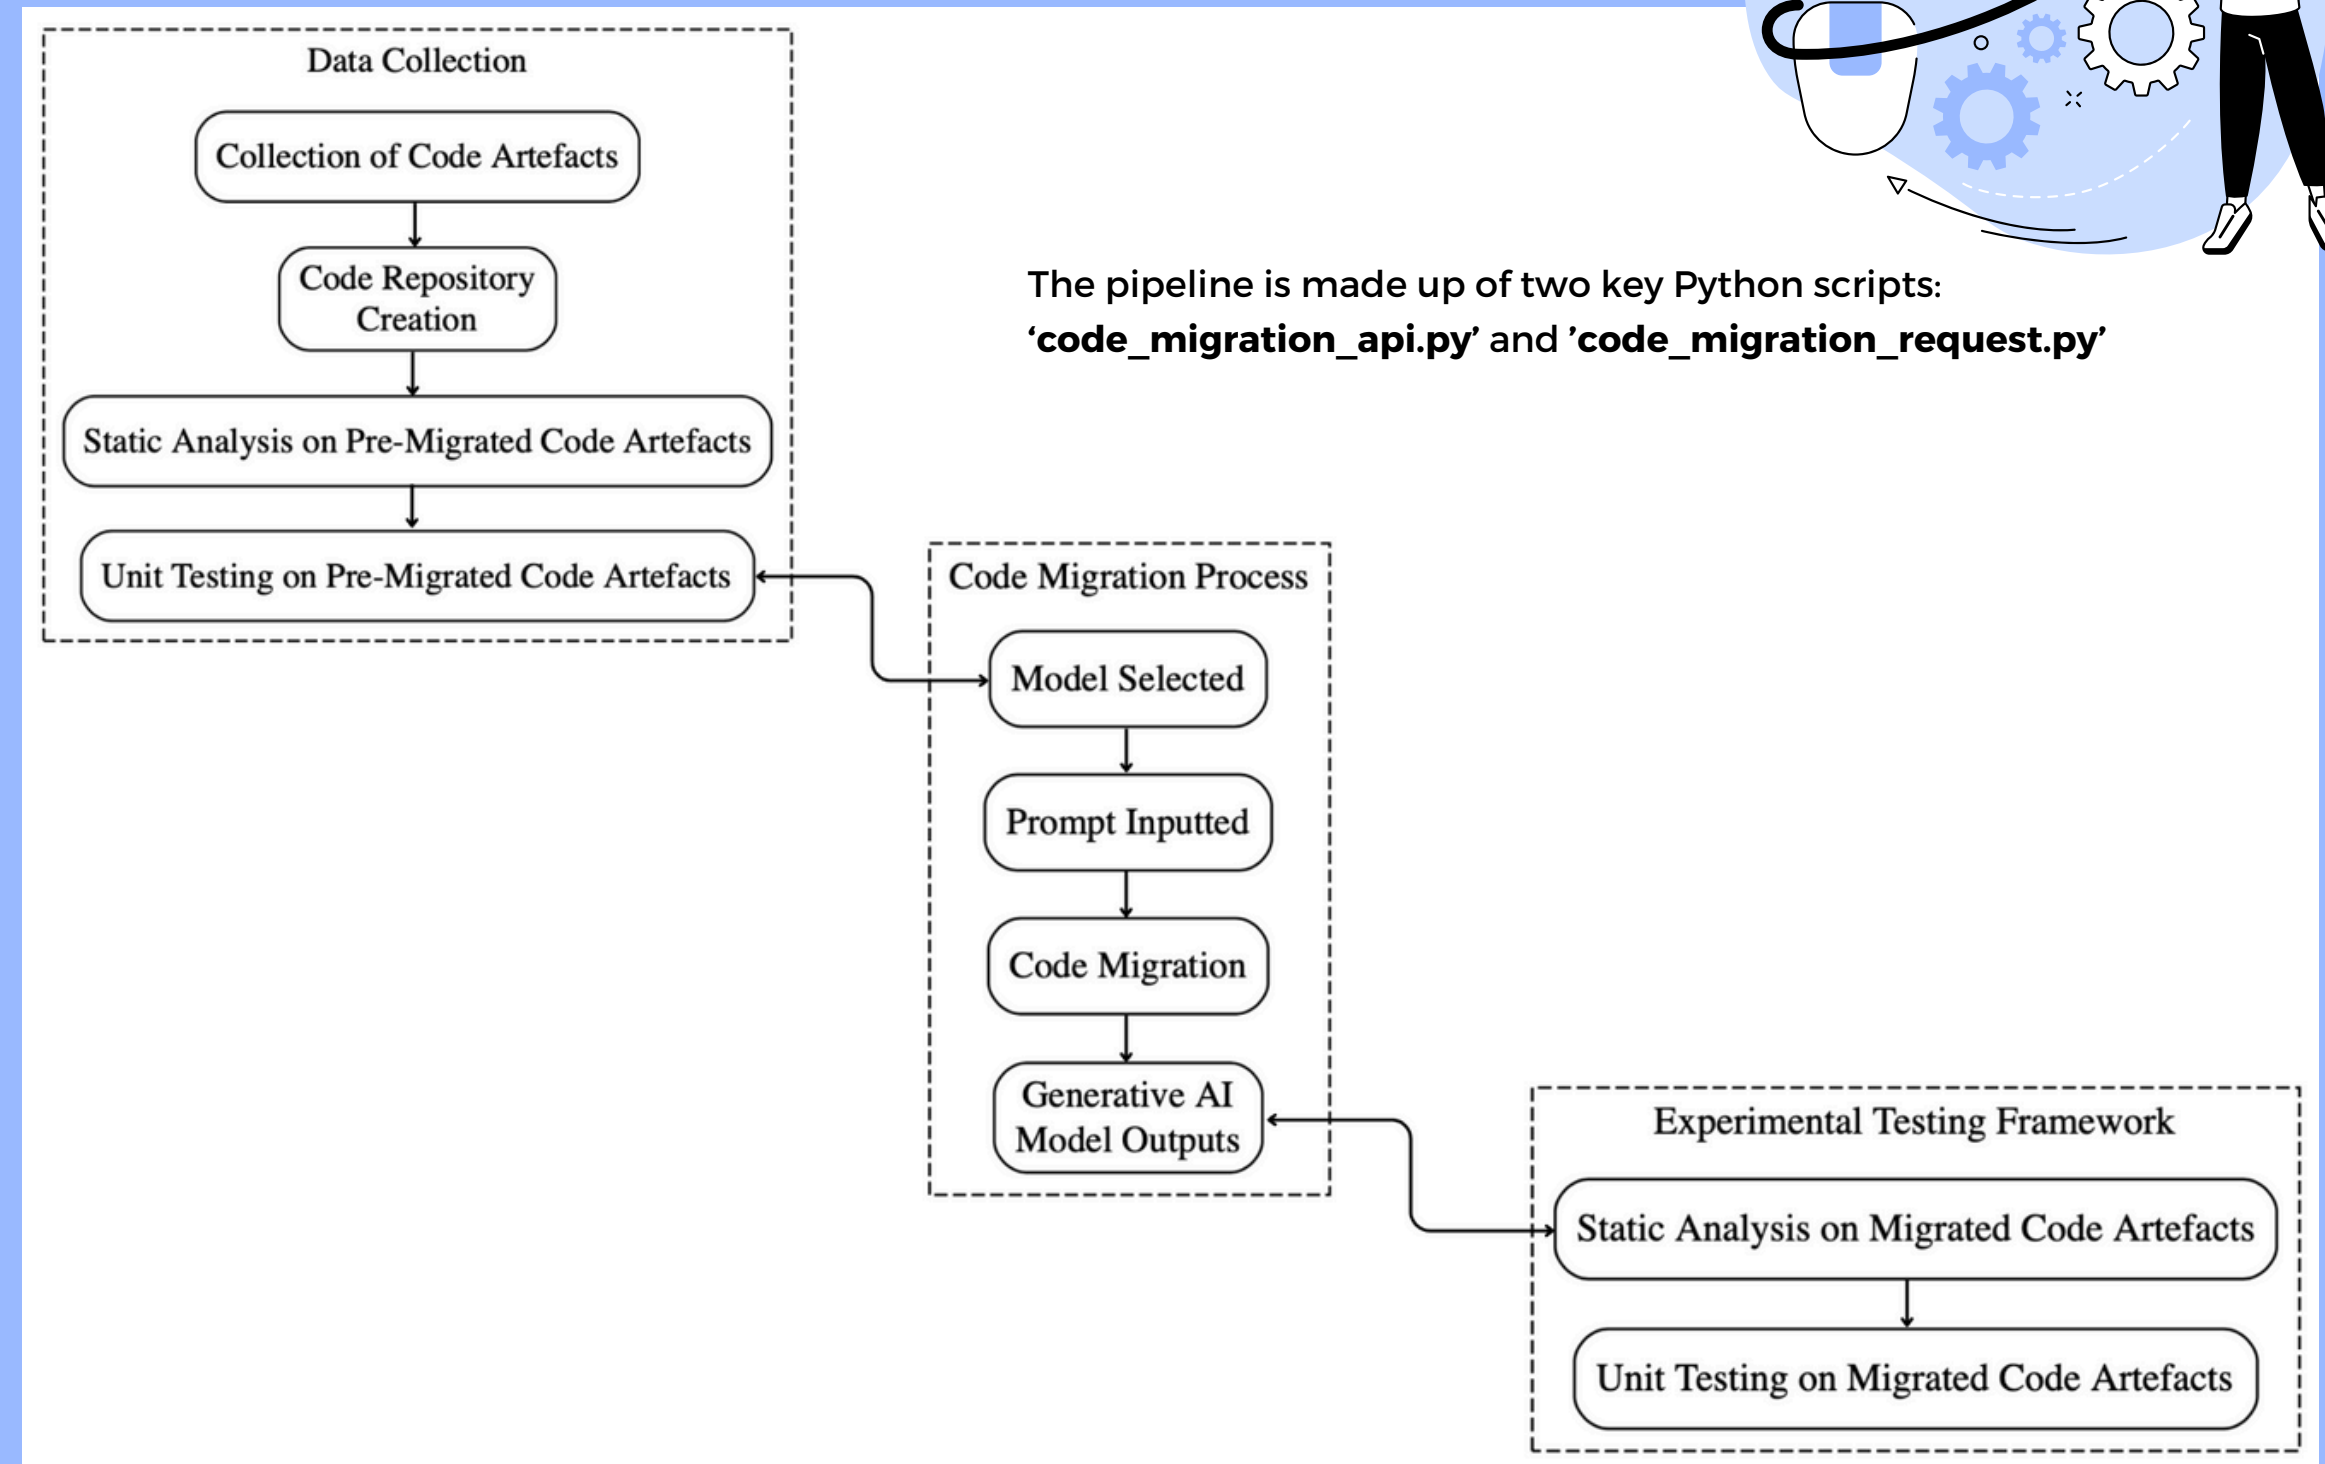 Data Collection
Collection of Code Artefacts
Code Repository
Creation
Static Analysis on Pre-Migrated Code Artefacts
Unit Testing on Pre-Migrated Code Artefacts
The pipeline is made up of two key Python scripts:
‘code_migration_api.py’ and ’code_migration_request.py’
Code Migration Process
Model Selected
Prompt Inputted
Code Migration
Generative AI
Model Outputs
Experimental Testing Framework
Static Analysis on Migrated Code Artefacts
Unit Testing on Migrated Code Artefacts